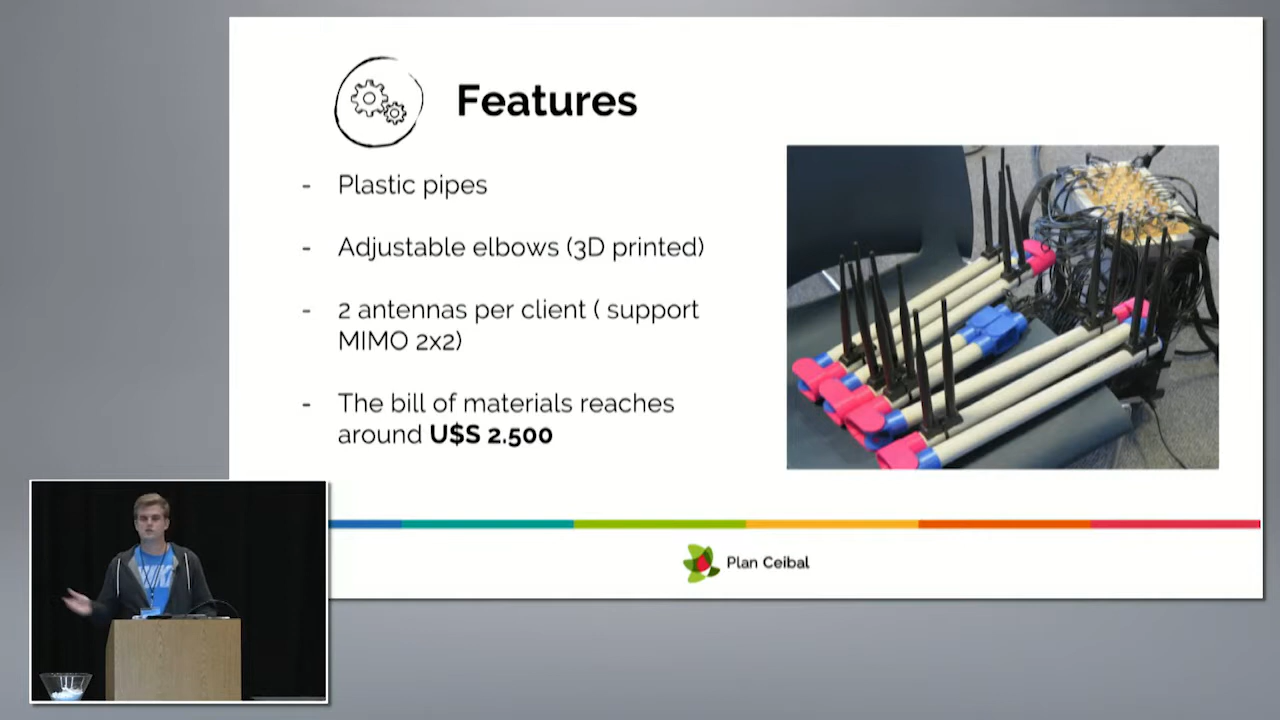 Features
- Plastic pipes
- Adjustable elbows (3D printed)
- 2 antennas per client ( support
MIMO 2x2)
- The bill of materials reaches
around U$S 2.500
Plan Ceibal